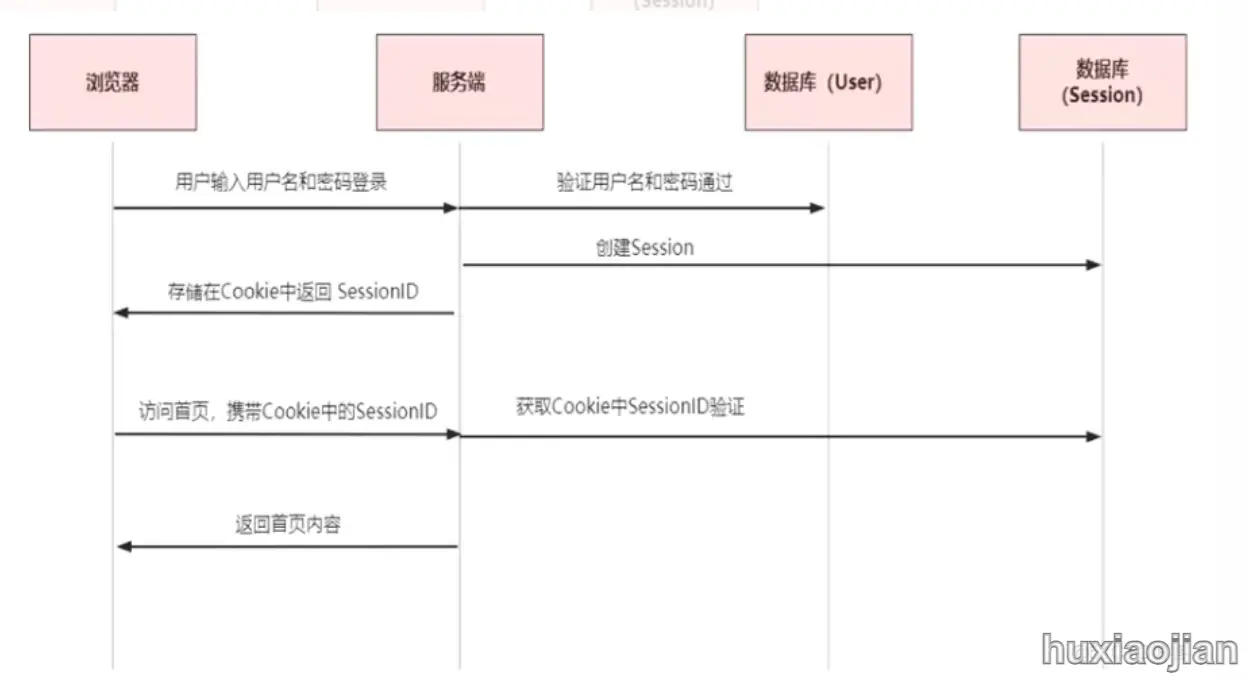 (Session)
浏览器
服务端
数据库（User）
数据库
(Session)
用户输入用户名和密码登录
验证用户名和密码通过
创建Session
存储在Cookie中返回 SessionID
访问首页，携带Cookie中的SessionID
获取Cookie中SessionID验证
返回首页内容
huxiaojian